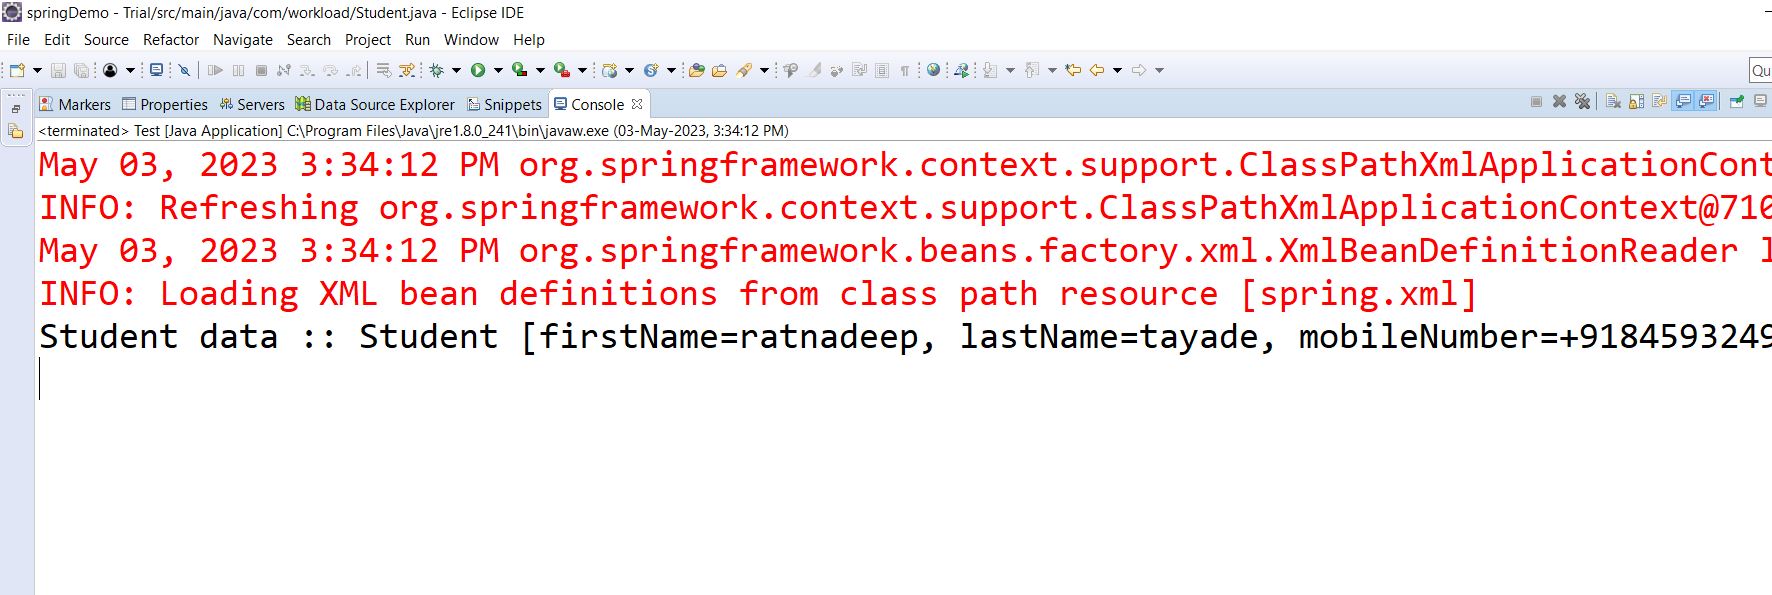 springDemo - Trial/src/main/java/com/workload/Student.java - Eclipse IDE
File Edit Source Refactor Navigate Search Project Run Window Help
Qu
Markers Properties Servers Data Source Explorer Snippets Console
<terminated> Test [Java Application] C:\Program Files\Java\jre1.8.0_241\bin\javaw.exe (03-May-2023, 3:34:12 PM)
May 03, 2023 3:34:12 PM org.springframework.context.support.ClassPathXmlApplicationCont
INFO: Refreshing org.springframework.context.support.ClassPathXmlApplicationContext@710
May 03, 2023 3:34:12 PM org.springframework.beans.factory.xml.XmlBeanDefinitionReader l
INFO: Loading XML bean definitions from class path resource [spring.xml]
Student data :: Student [firstName=ratnadeep, lastName=tayade, mobileNumber=+9184593249